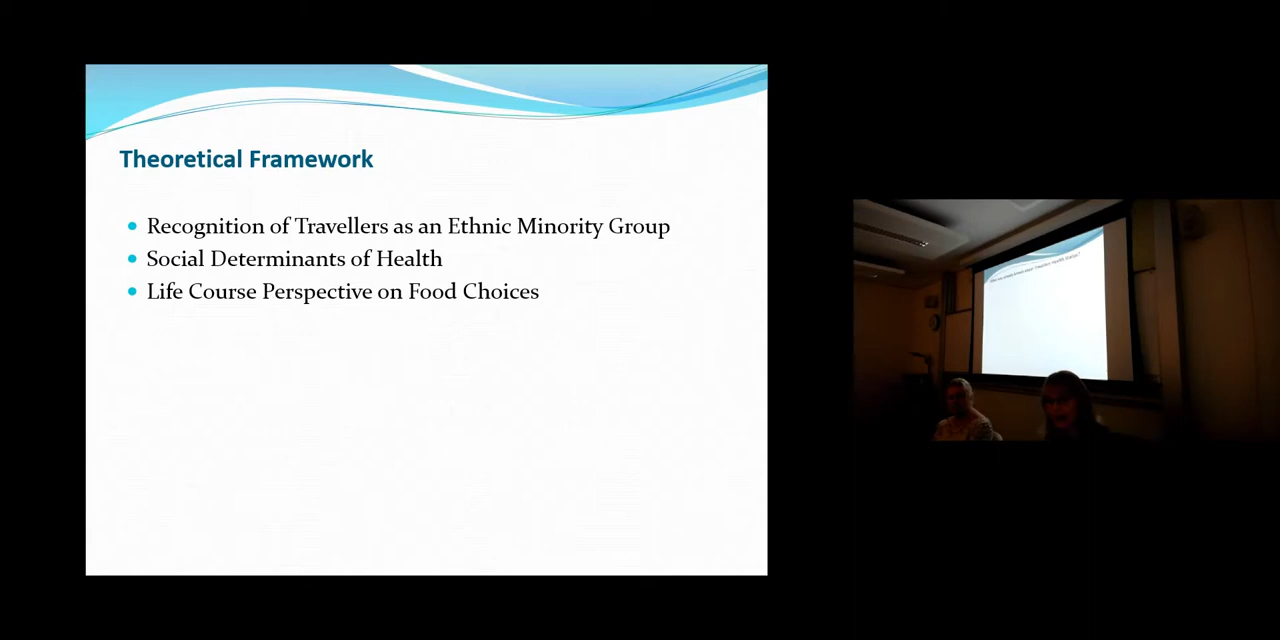 Theoretical Framework
Recognition of Travellers as an Ethnic Minority Group
Social Determinants of Health
Life Course Perspective on Food Choices